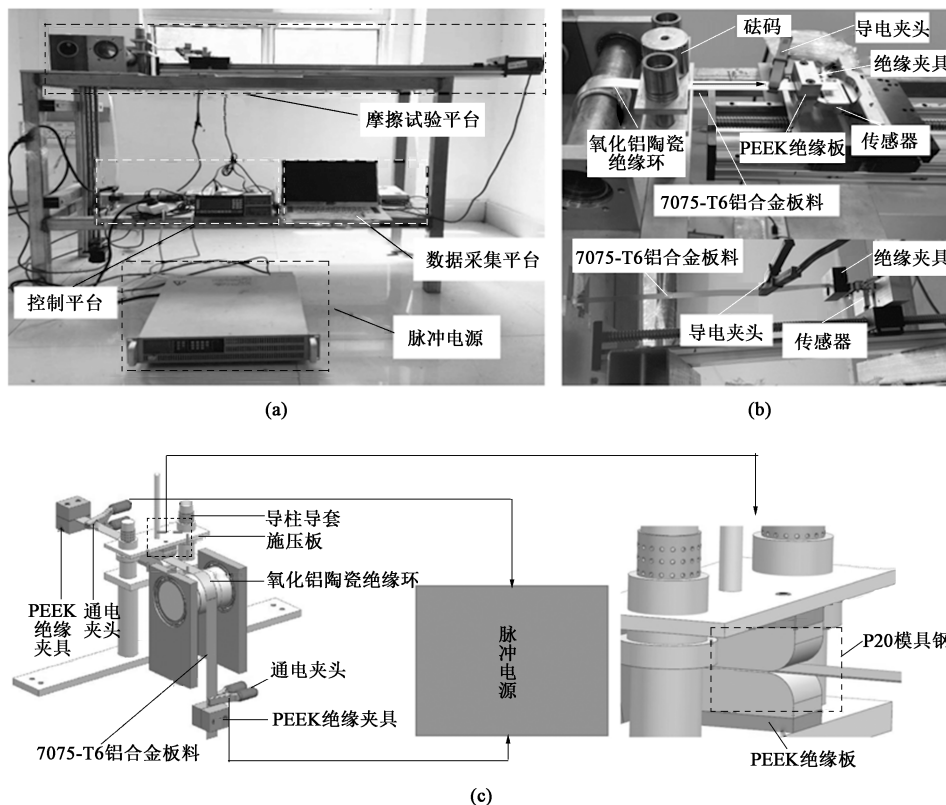 摩擦试验平台
数据采集平台
控制平台
脉冲电源
(a)
砝码
导电夹头
绝缘夹具
氧化铝陶瓷
绝缘环
PEEK绝缘板
传感器
7075-T6铝合金板料
7075-T6铝合金板料
绝缘夹具
导电夹头
传感器
(b)
导柱导套
施压板
氧化铝陶瓷绝缘环
PEEK
绝缘
夹具
通电
夹头
通电夹头
PEEK绝缘夹具
7075-T6铝合金板料
脉冲电源
P20模具钢
PEEK绝缘板
(c)